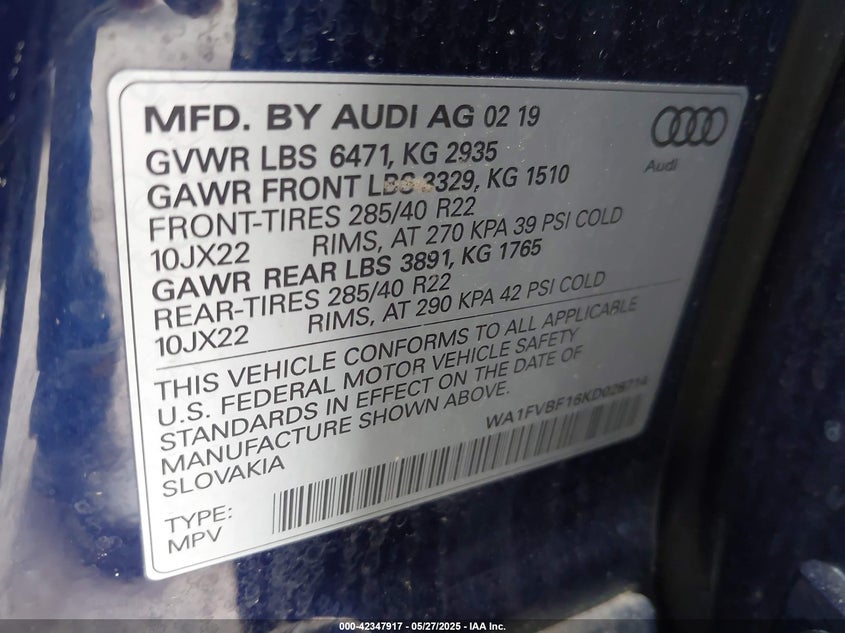 MFD. BY AUDI AG 02 19
Audi
GVWR LBS 6471, KG 2935
GAWR FRONT LBS 3329, KG 1510
FRONT-TIRES 285/40 R22
10JX22 RIMS, AT 270 KPA 39 PSI COLD
GAWR REAR LBS 3891, KG 1765
REAR-TIRES 285/40 R22
10JX22 RIMS, AT 290 KPA 42 PSI COLD
THIS VEHICLE CONFORMS TO ALL APPLICABLE
U.S. FEDERAL MOTOR VEHICLE SAFETY
STANDARDS IN EFFECT ON THE DATE OF
MANUFACTURE SHOWN ABOVE.
SLOVAKIA
WA1FVBF16KD026714
TYPE:
MPV
000-42347917 - 05/27/2025 - IAA Inc.